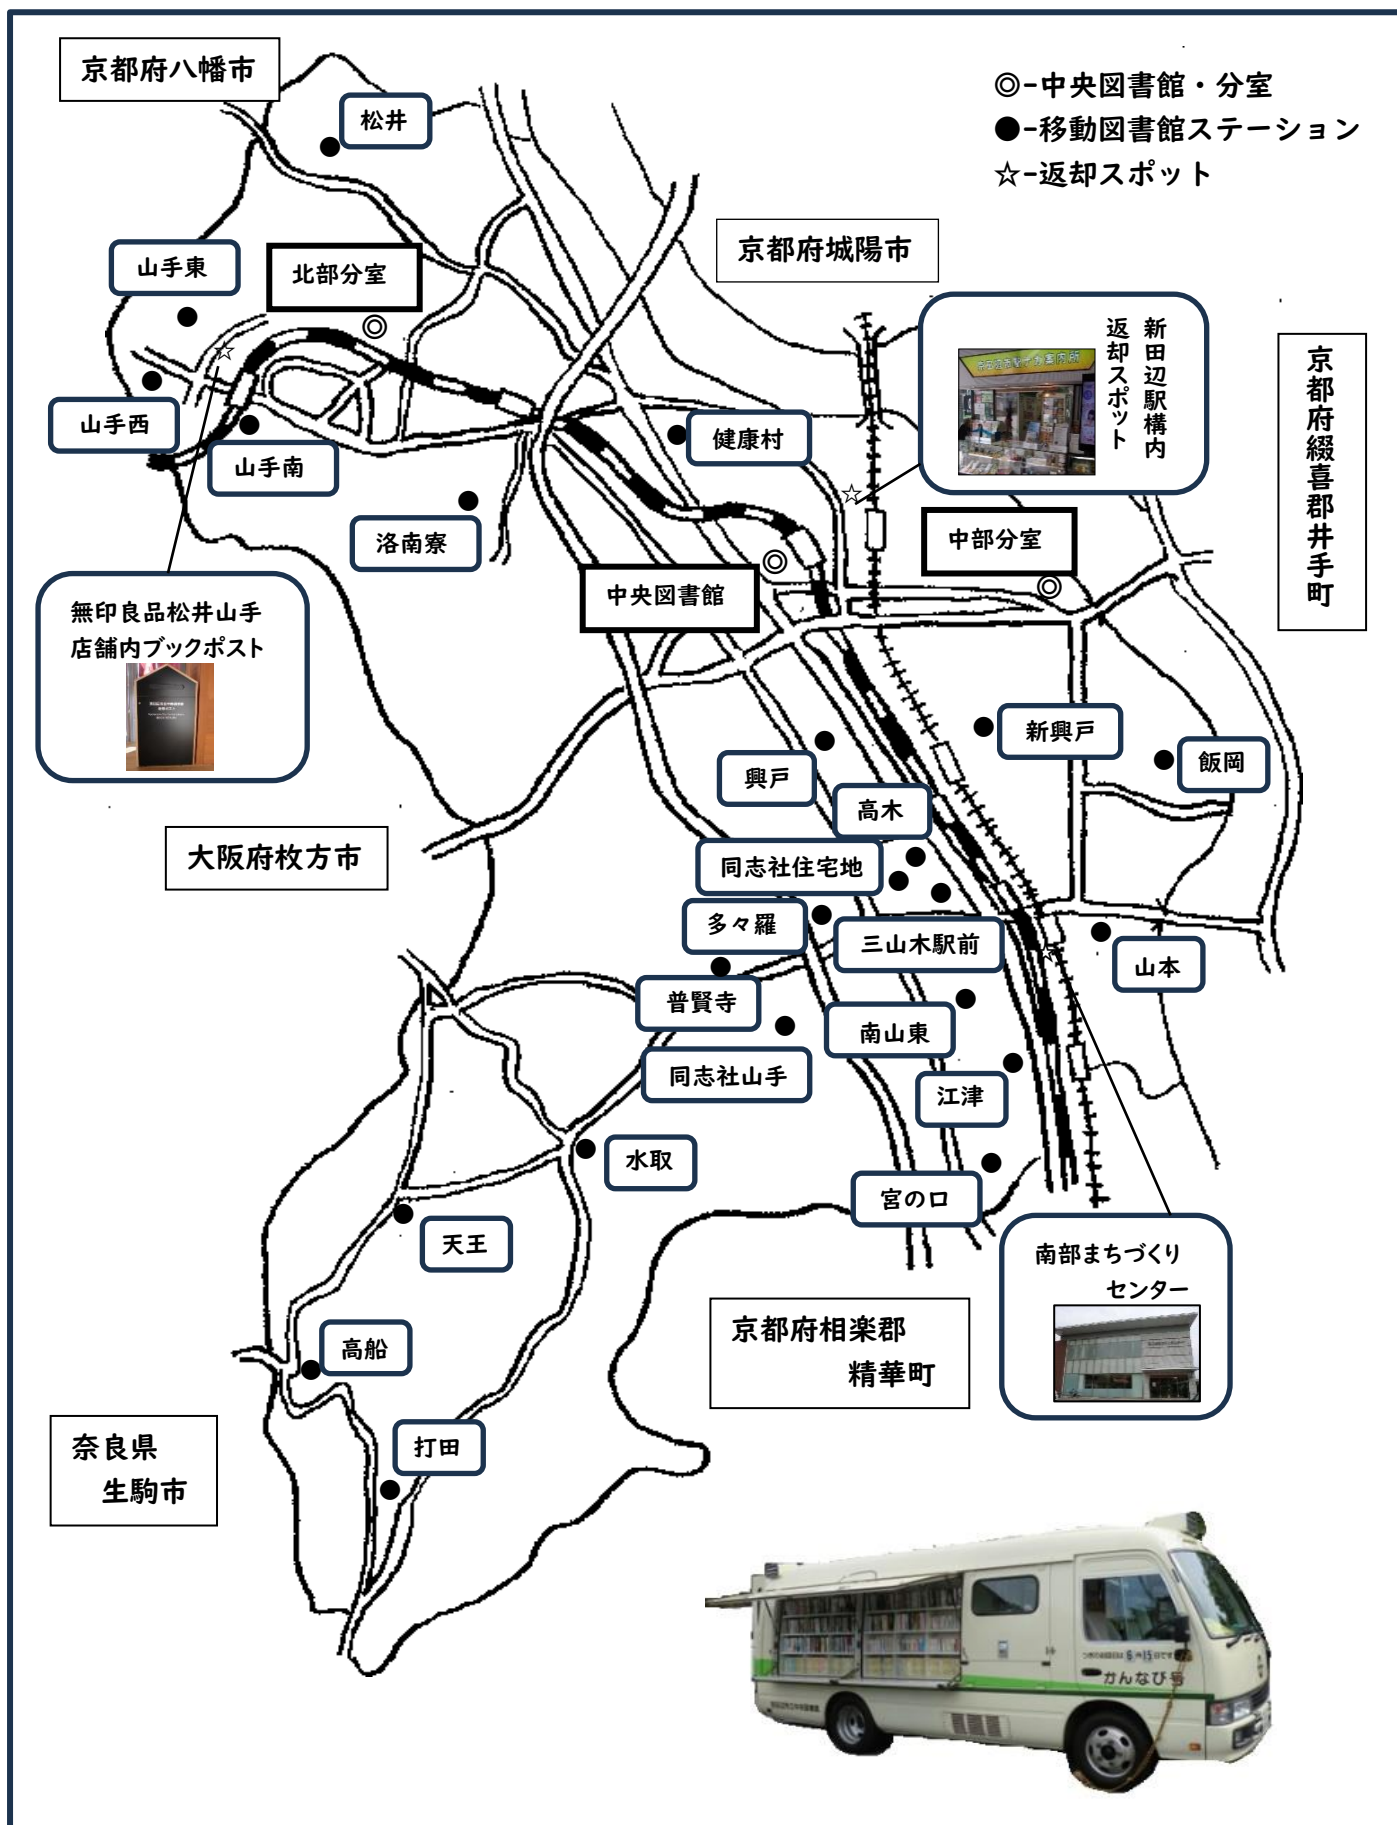 京都府八幡市
◎-中央図書館・分室
●-移動図書館ステーション
☆-返却スポット
松井
京都府城陽市
山手東
北部分室
新田辺駅構内
返却スポット
京都府綴喜郡井手町
山手西
山手南
健康村
洛南寮
中部分室
中央図書館
無印良品松井山手
店舗内ブックポスト
新興戸
飯岡
興戸
高木
大阪府枚方市
同志社住宅地
多々羅
三山木駅前
山本
普賢寺
南山東
同志社山手
江津
水取
宮の口
天王
南部まちづくり
センター
京都府相楽郡
精華町
高船
打田
奈良県
生駒市
かんなび号